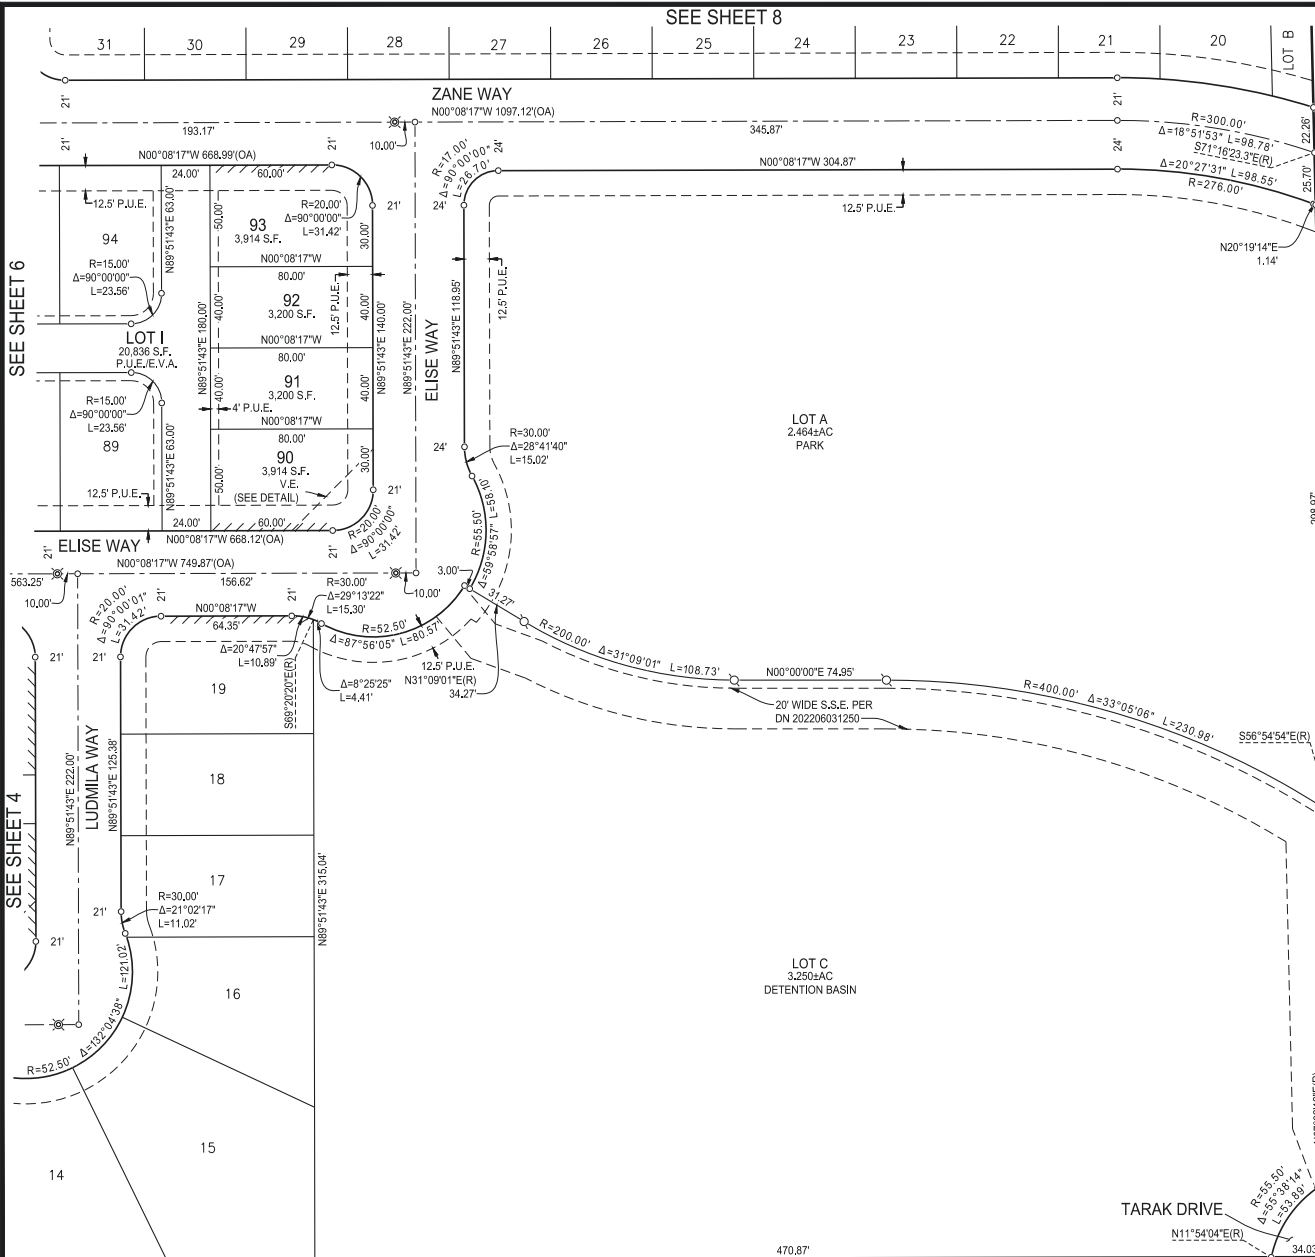 SEE SHEET 8
31
30
29
28
27
26
25
24
23
22
21
20
LOT B
ZANE WAY
N00°08'17"W 1097.12'(OA)
21'
21'
21'
193.17'
10.00'
345.87'
21'
24'
24'
R=300.00'
Δ=18°51'53" L=98.78'
S71°16'23.3"E(R)
22.26'
25.70'
N00°08'17"W 668.99'(OA)
24.00'
60.00'
R=17.00'
Δ=90°00'00"
L=26.70'
N00°08'17"W 304.87'
Δ=20°27'31" L=98.55'
R=276.00'
12.5' P.U.E.
12.5' P.U.E.
N20°19'14"E
1.14'
SEE SHEET 6
94
R=15.00'
Δ=90°00'00"
L=23.56'
N89°51'43"E 63.00'
50.00'
93
3,914 S.F.
R=20.00'
Δ=90°00'00"
L=31.42'
30.00'
21'
24'
N00°08'17"W
80.00'
12.5' P.U.E.
40.00'
40.00'
92
3,200 S.F.
N00°08'17"W
80.00'
LOT I
20,836 S.F.
P.U.E./E.V.A.
N89°51'43"E 180.00'
N89°51'43"E 140.00'
N89°51'43"E 222.00'
ELISE WAY
N89°51'43"E 118.95'
12.5' P.U.E.
R=15.00'
Δ=90°00'00"
L=23.56'
40.00'
4' P.U.E.
91
3,200 S.F.
40.00'
N00°08'17"W
80.00'
89
N89°51'43"E 63.00'
50.00'
90
3,914 S.F.
V.E.
(SEE DETAIL)
30.00'
24'
21'
R=30.00'
Δ=28°41'40"
L=15.02'
LOT A
2.464±AC
PARK
298.97'
12.5' P.U.E.
24.00'
60.00'
R=20.00'
Δ=90°00'00"
L=31.42'
21'
R=55.50'
Δ=59°58'57" L=58.10'
ELISE WAY
N00°08'17"W 668.12'(OA)
21'
N00°08'17"W 749.87'(OA)
563.25'
10.00'
156.62'
10.00'
3.00'
31.27'
R=30.00'
Δ=29°13'22"
L=15.30'
R=20.00'
Δ=90°00'01"
L=31.42'
21'
N00°08'17"W
64.35'
21'
R=52.50'
Δ=87°56'05" L=80.57'
Δ=20°47'57"
L=10.89'
S69°20'20"E(R)
Δ=8°25'25"
L=4.41'
12.5' P.U.E.
N31°09'01"E(R)
34.27'
R=200.00'
Δ=31°09'01" L=108.73'
N00°00'00"E 74.95'
20' WIDE S.S.E. PER
DN 202206031250
R=400.00' Δ=33°05'06" L=230.98'
S56°54'54"E(R)
SEE SHEET 4
21'
21'
N89°51'43"E 222.00'
LUDMILA WAY
N89°51'43"E 125.38'
19
18
17
N89°51'43"E 315.04'
R=30.00'
Δ=21°02'17"
L=11.02'
21'
21'
16
R=52.50'
Δ=132°04'38" L=121.02'
15
14
LOT C
3.250±AC
DETENTION BASIN
TARAK DRIVE
N11°54'04"E(R)
R=55.50'
Δ=55°38'14"
L=53.89'
470.87'